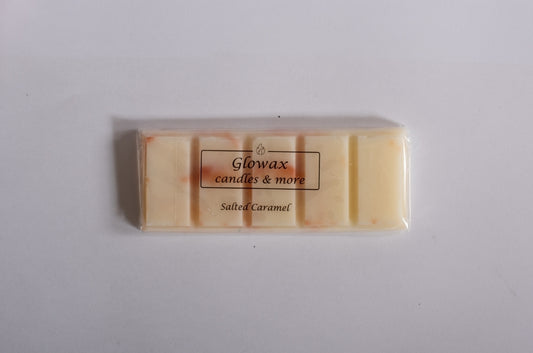 Glowax
candles & more
Salted Caramel